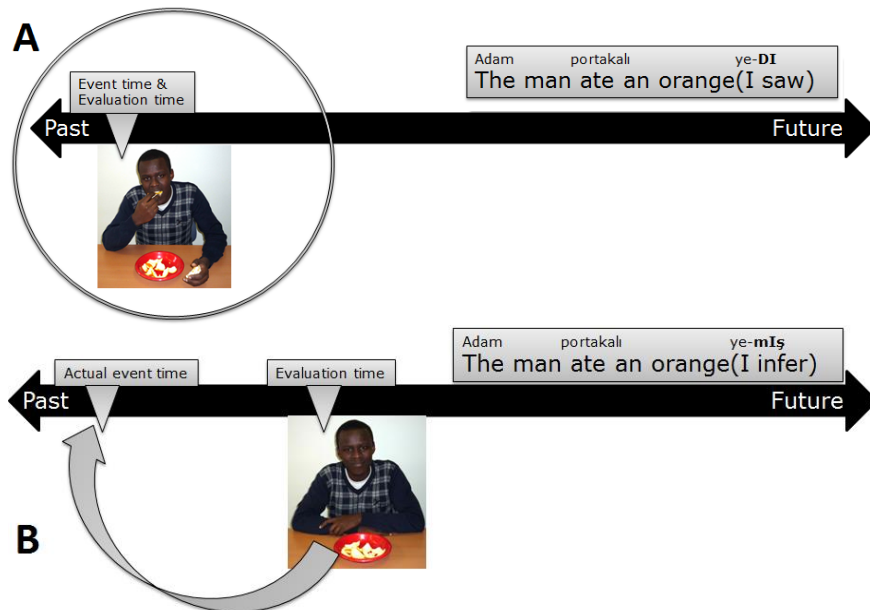 A
Event time &
Evaluation time
Adam portakalı ye-DI
The man ate an orange(I saw)
Past Future
Adam portakalı ye-mIş
The man ate an orange(I infer)
Actual event time Evaluation time
Past Future
B